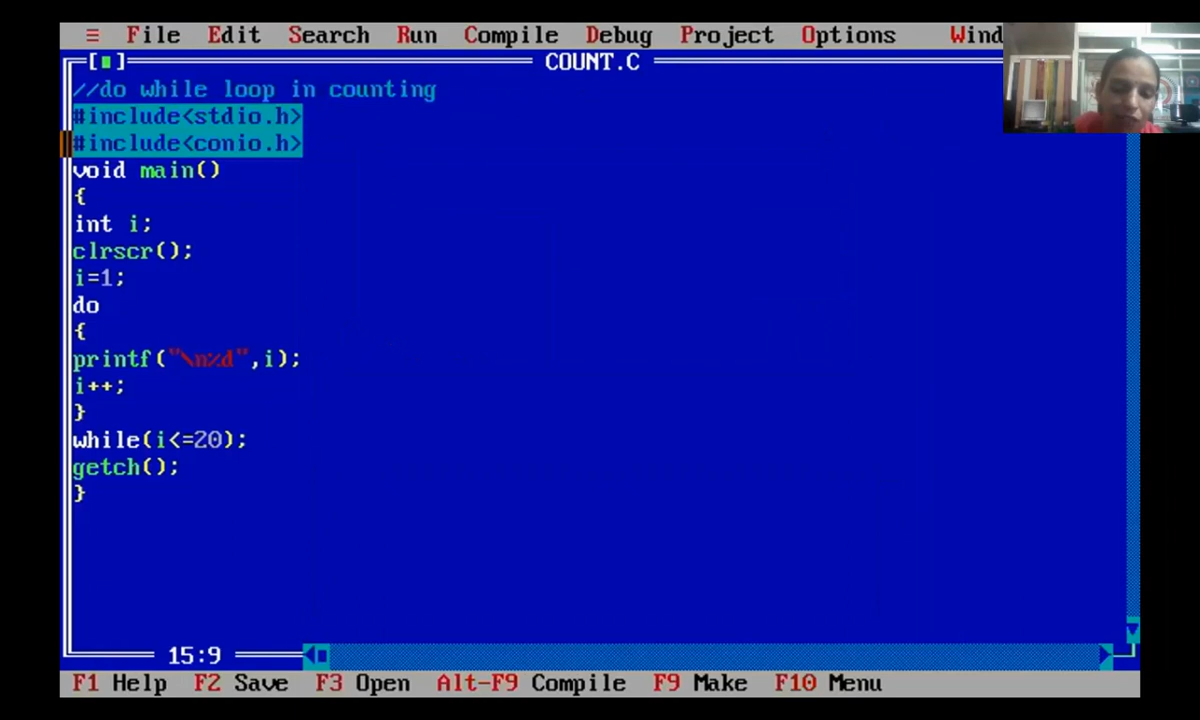 ≡ File Edit Search Run Compile Debug Project Options Wind
[■] COUNT.C
//do while loop in counting
#include<stdio.h>
#include<conio.h>
void main()
{
int i;
clrscr();
i=1;
do
{
printf("\n%d",i);
i++;
}
while(i<=20);
getch();
}
15:9
F1 Help F2 Save F3 Open Alt-F9 Compile F9 Make F10 Menu